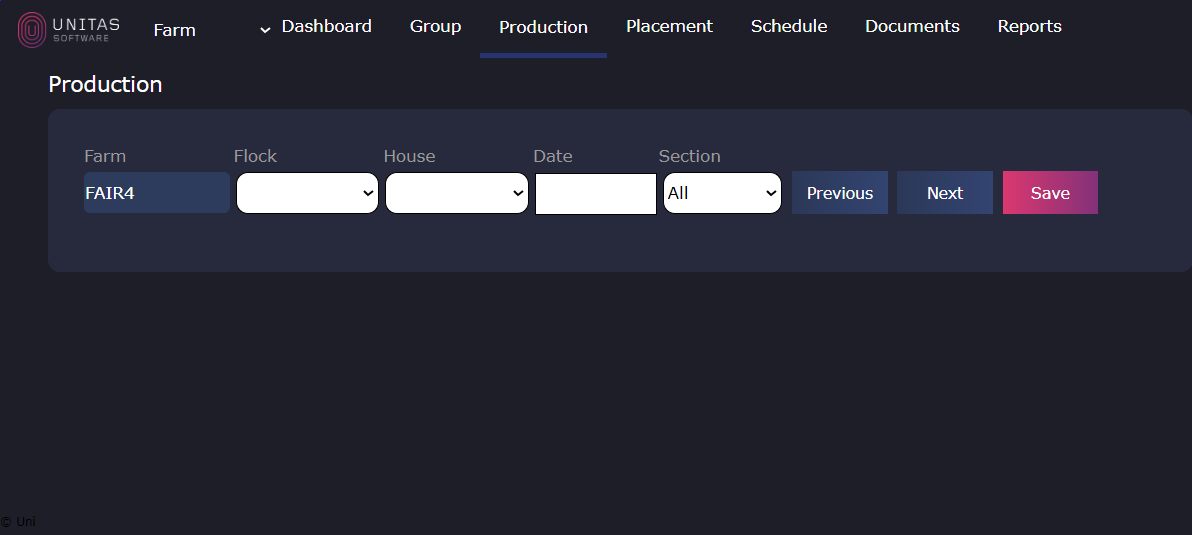 UNITAS
SOFTWARE
Farm Dashboard Group Production Placement Schedule Documents Reports
Production
Farm Flock House Date Section
FAIR4 All Previous Next Save
© Uni